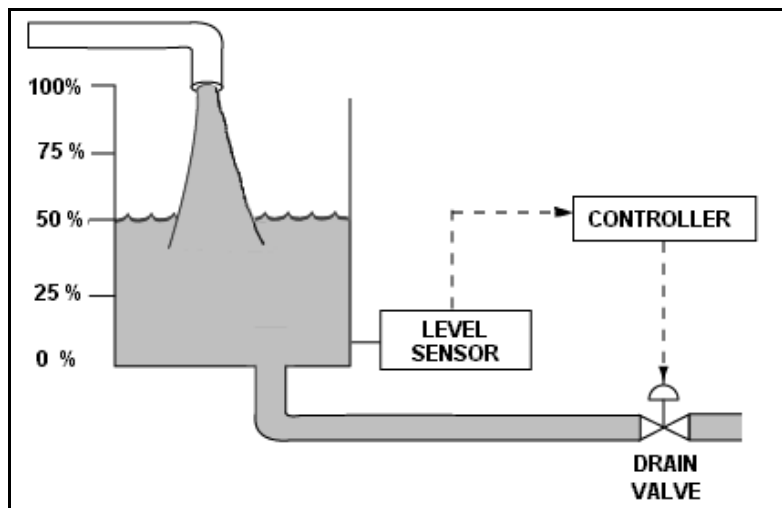 100%
75 %
50 %
25 %
0 %
LEVEL
SENSOR
CONTROLLER
DRAIN
VALVE